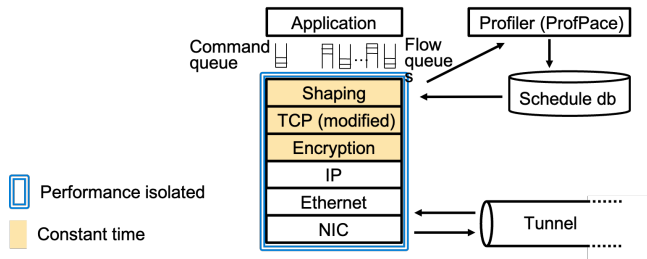 Application
Profiler (ProfPace)
Command
queue
Flow
queue
s
Shaping
Schedule db
TCP (modified)
Encryption
IP
Performance isolated
Ethernet
Tunnel
Constant time
NIC